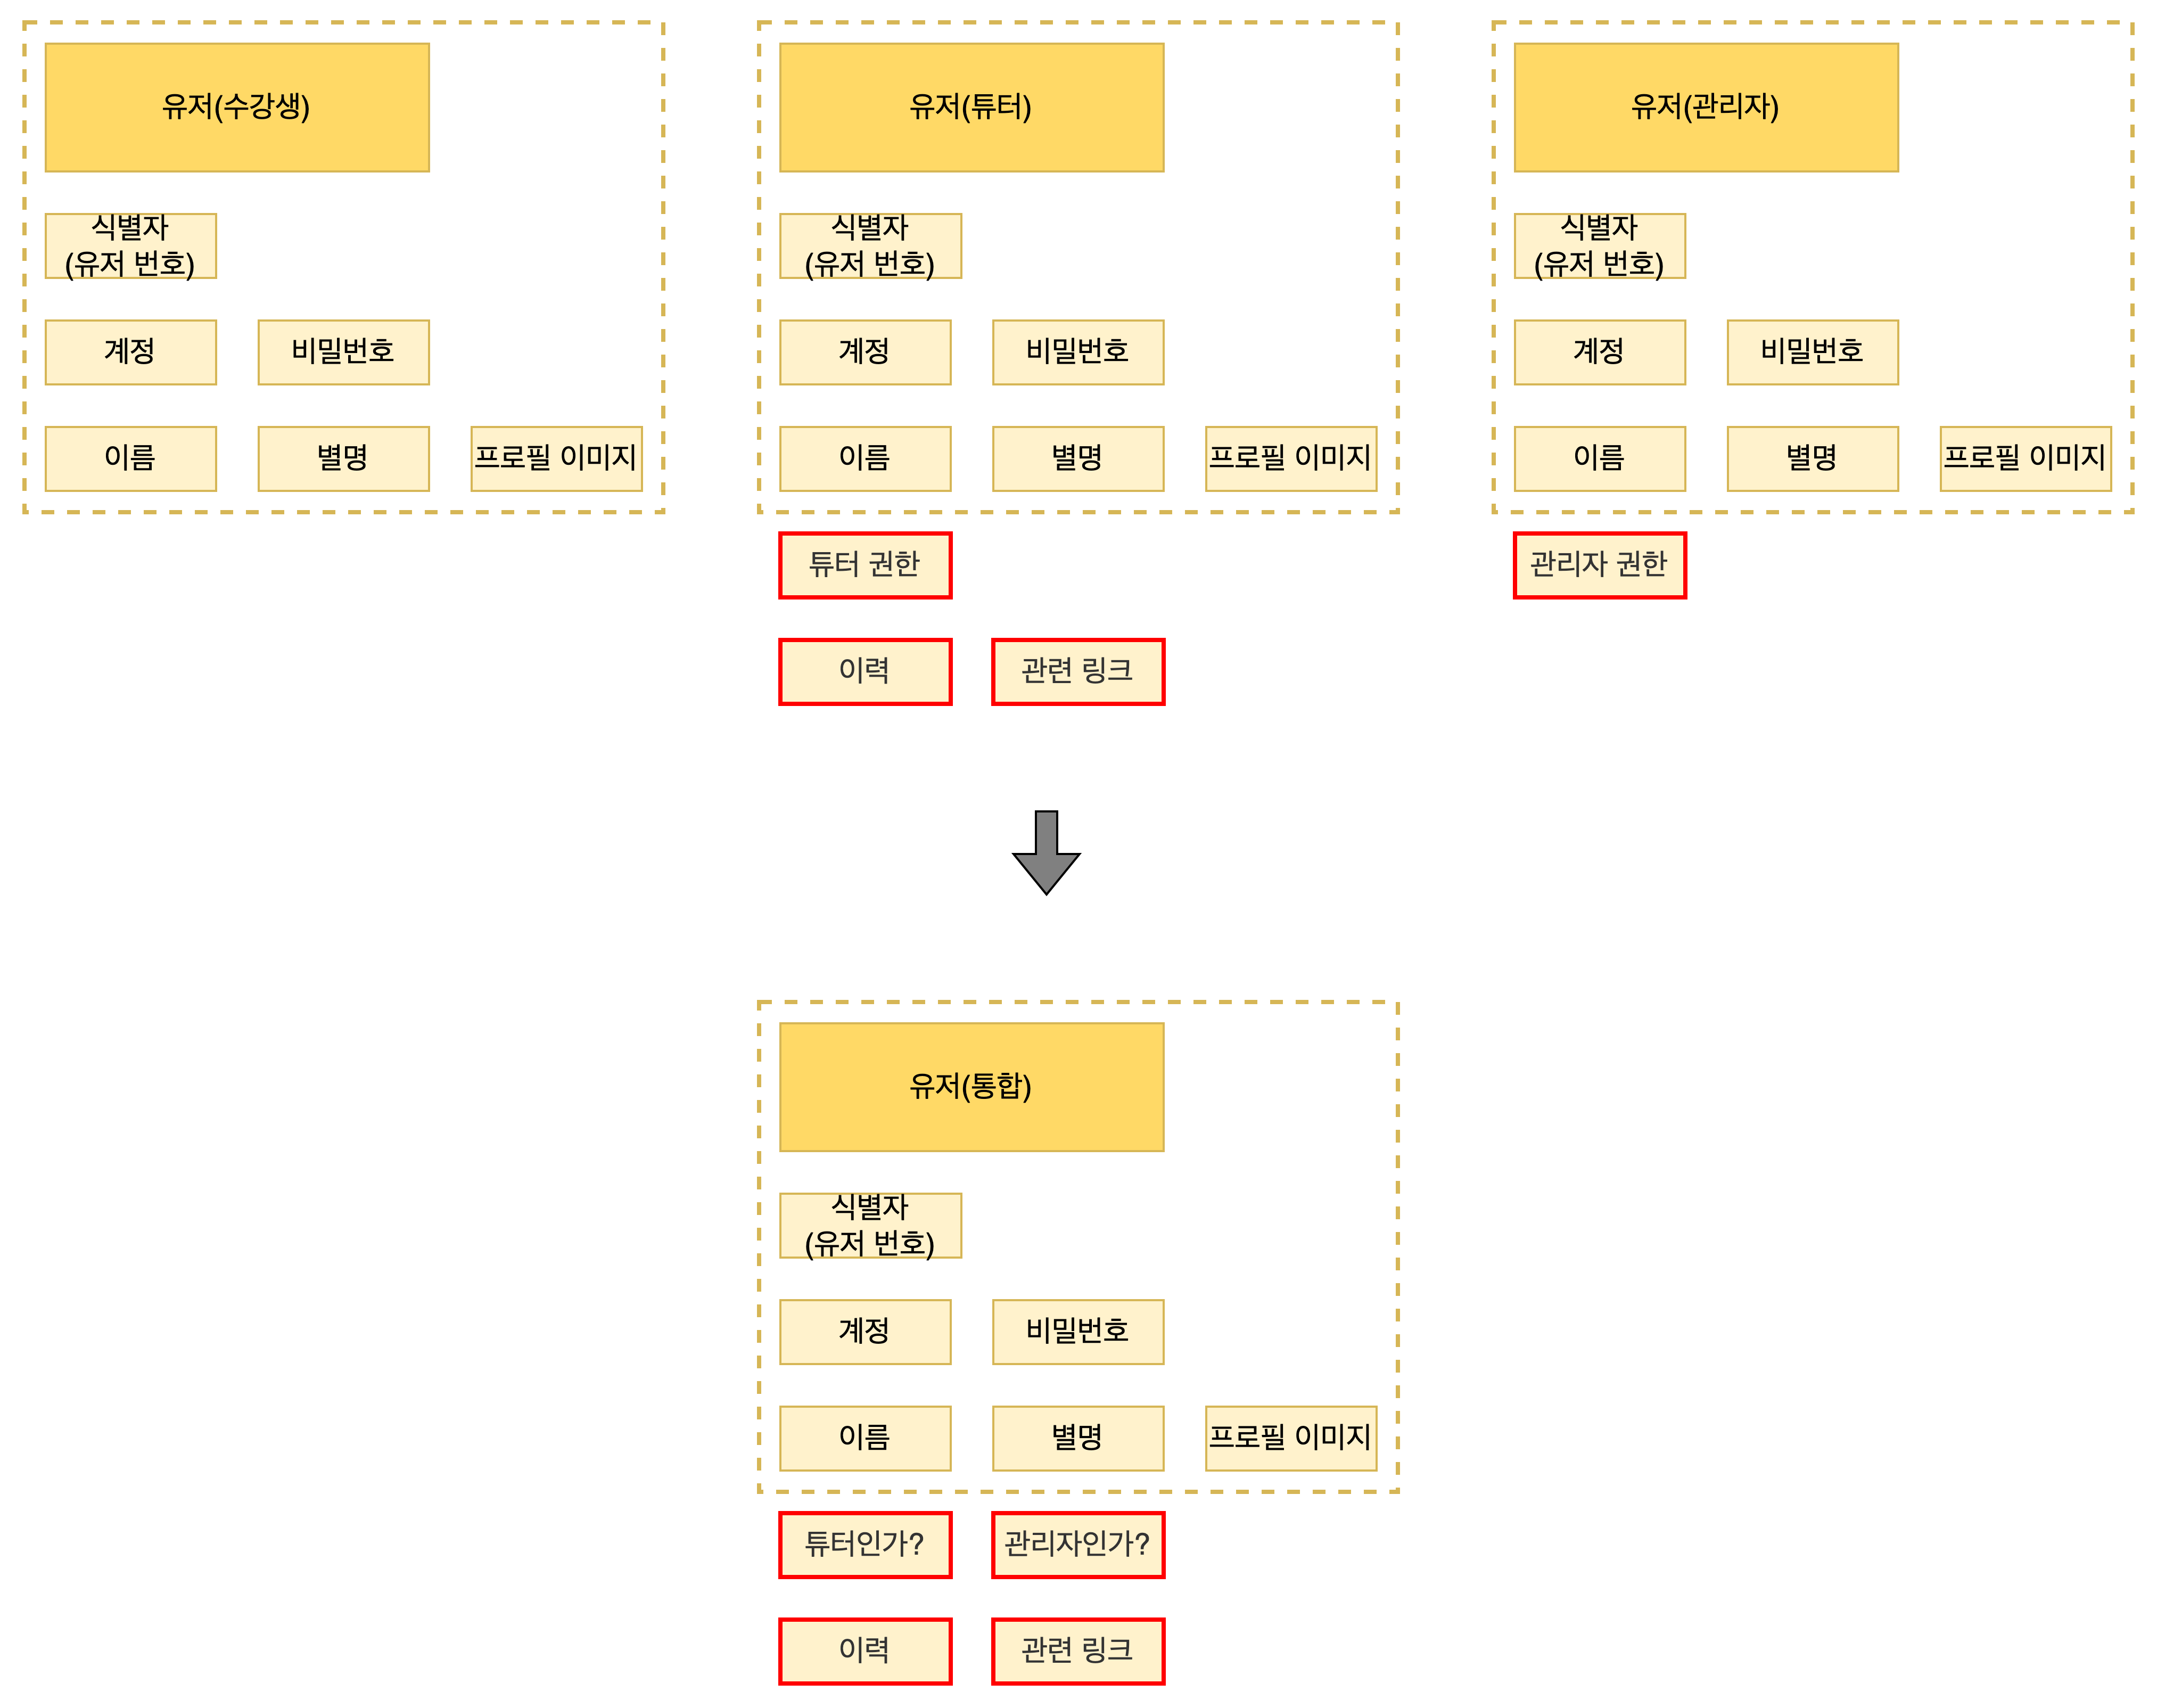 유저(수강생)
식별자
(유저 번호)
계정
비밀번호
이름
별명
프로필 이미지
유저(튜터)
식별자
(유저 번호)
계정
비밀번호
이름
별명
프로필 이미지
튜터 권한
이력
관련 링크
유저(관리자)
식별자
(유저 번호)
계정
비밀번호
이름
별명
프로필 이미지
관리자 권한
유저(통합)
식별자
(유저 번호)
계정
비밀번호
이름
별명
프로필 이미지
튜터인가?
관리자인가?
이력
관련 링크